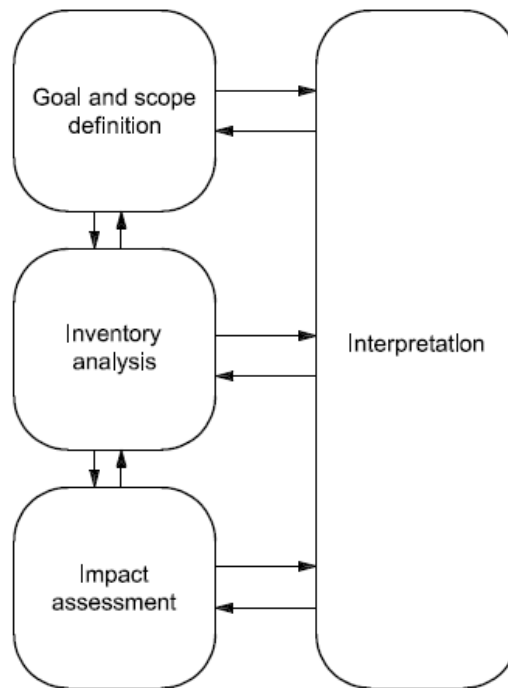 Goal and scope
definition
Inventory
analysis
Interpretation
Impact
assessment